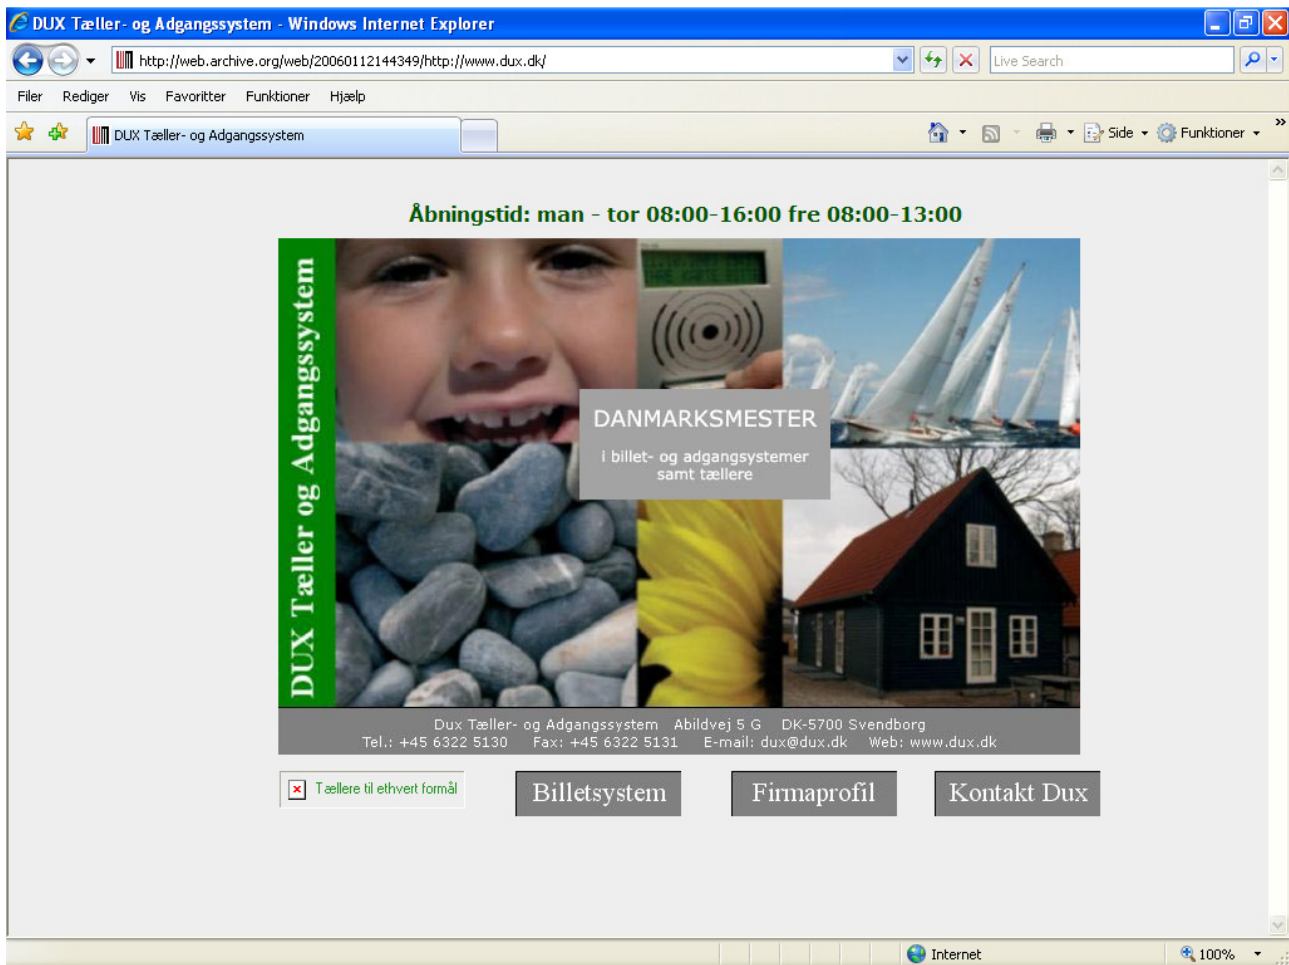 DUX Tæller- og Adgangssystem - Windows Internet Explorer
http://web.archive.org/web/20060112144349/http://www.dux.dk/
Live Search
Filer Rediger Vis Favoritter Funktioner Hjælp
DUX Tæller- og Adgangssystem
Side Funktioner »
Åbningstid: man - tor 08:00-16:00 fre 08:00-13:00
DUX Tæller og Adgangssystem
DANMARKSMESTER
i billet- og adgangsystemer
samt tællere
Dux Tæller- og Adgangssystem Abildvej 5 G DK-5700 Svendborg
Tel.: +45 6322 5130 Fax: +45 6322 5131 E-mail: dux@dux.dk Web: www.dux.dk
Tællere til ethvert formål
Billetsystem
Firmaprofil
Kontakt Dux
Internet
100%